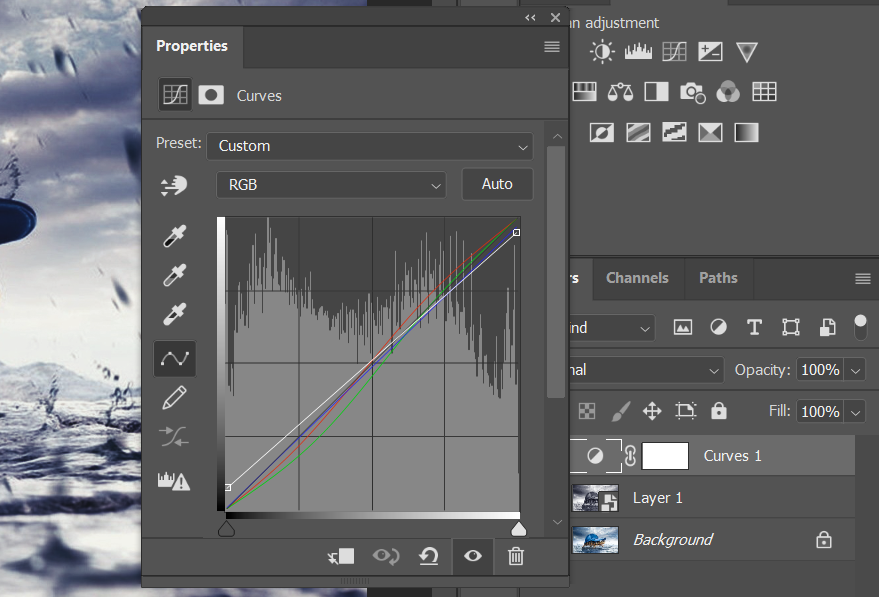 Properties
n adjustment
Curves
Preset:
Custom
RGB
Auto
rs
Channels
Paths
ind
nal
Opacity:
100%
Fill:
100%
Curves 1
Layer 1
Background